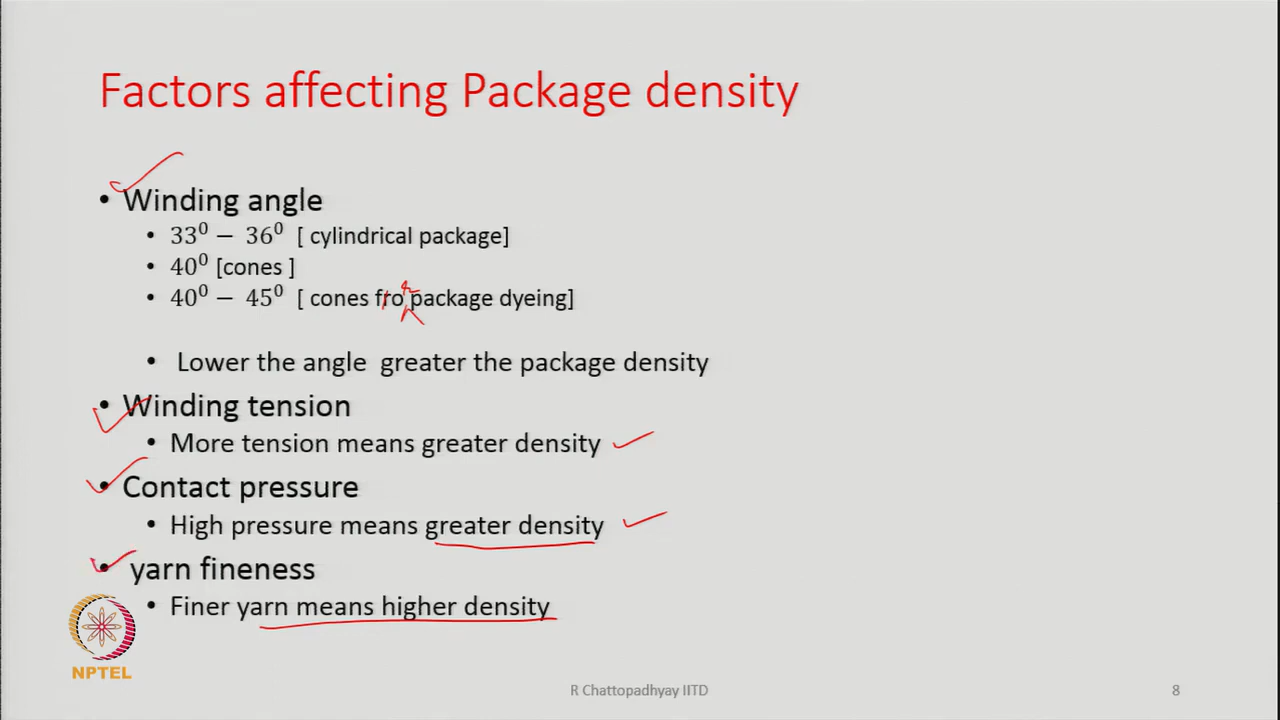 Factors affecting Package density
• Winding angle
• 33⁰ − 36⁰ [ cylindrical package]
• 40⁰ [cones ]
• 40⁰ − 45⁰ [ cones fro package dyeing]
• Lower the angle greater the package density
• Winding tension
• More tension means greater density
• Contact pressure
• High pressure means greater density
• yarn fineness
• Finer yarn means higher density
NPTEL
R Chattopadhyay IITD
8